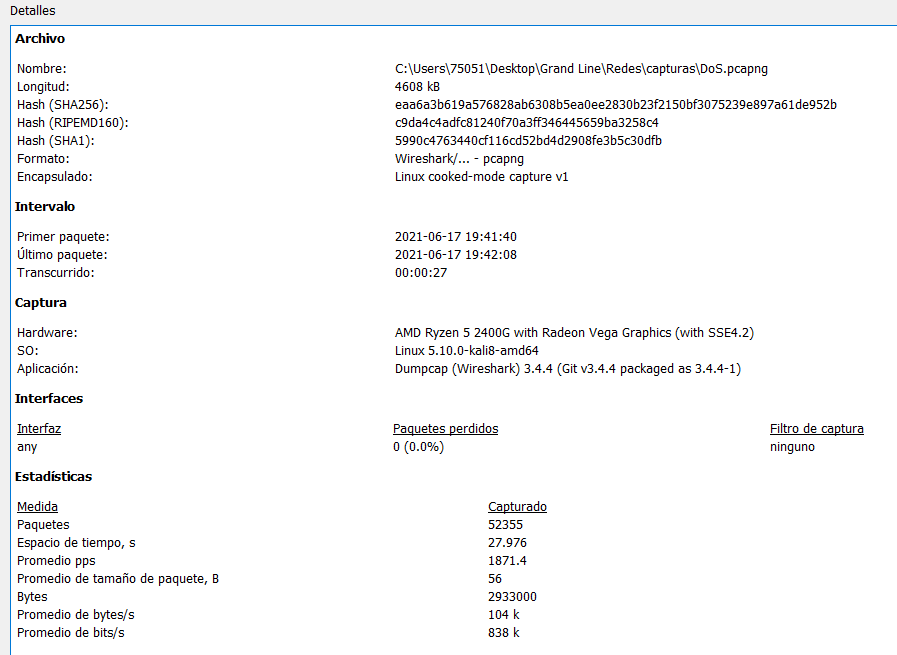 Detalles
Archivo
Nombre: C:\Users\75051\Desktop\Grand Line\Redes\capturas\DoS.pcapng
Longitud: 4608 kB
Hash (SHA256): eaa6a3b619a576828ab6308b5ea0ee2830b23f2150bf3075239e897a61de952b
Hash (RIPEMD160): c9da4c4adfc81240f70a3ff346445659ba3258c4
Hash (SHA1): 5990c4763440cf116cd52bd4d2908fe3b5c30dfb
Formato: Wireshark/... - pcapng
Encapsulado: Linux cooked-mode capture v1
Intervalo
Primer paquete: 2021-06-17 19:41:40
Último paquete: 2021-06-17 19:42:08
Transcurrido: 00:00:27
Captura
Hardware: AMD Ryzen 5 2400G with Radeon Vega Graphics (with SSE4.2)
SO: Linux 5.10.0-kali8-amd64
Aplicación: Dumpcap (Wireshark) 3.4.4 (Git v3.4.4 packaged as 3.4.4-1)
Interfaces
Interfaz Paquetes perdidos Filtro de captura
any 0 (0.0%) ninguno
Estadísticas
Medida Capturado
Paquetes 52355
Espacio de tiempo, s 27.976
Promedio pps 1871.4
Promedio de tamaño de paquete, B 56
Bytes 2933000
Promedio de bytes/s 104 k
Promedio de bits/s 838 k